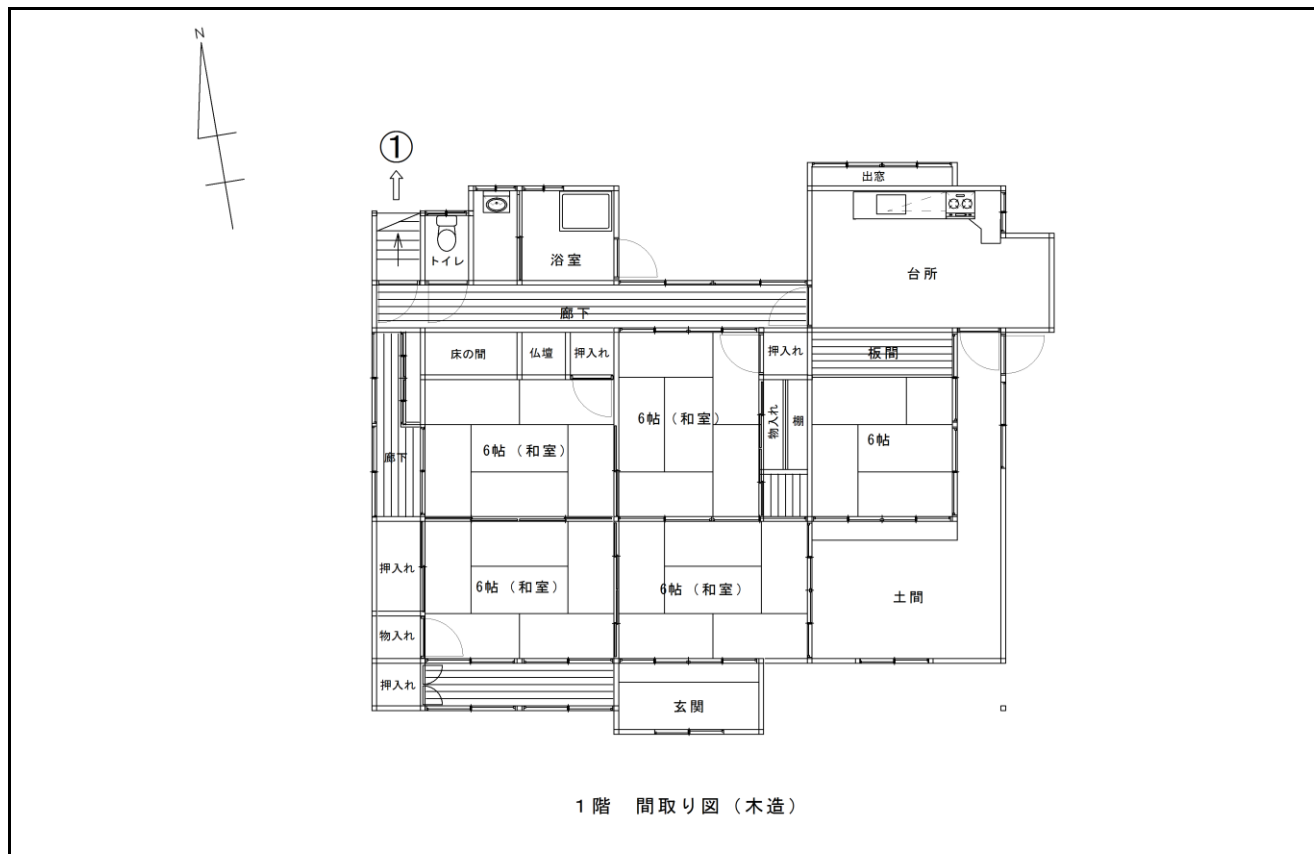 N
①
出窓
トイレ
浴室
台所
廊下
床の間
仏壇
押入れ
押入れ
板間
物入れ
棚
6帖（和室）
6帖
6帖（和室）
廊下
押入れ
6帖（和室）
6帖（和室）
土間
物入れ
押入れ
玄関
1階　間取り図（木造）